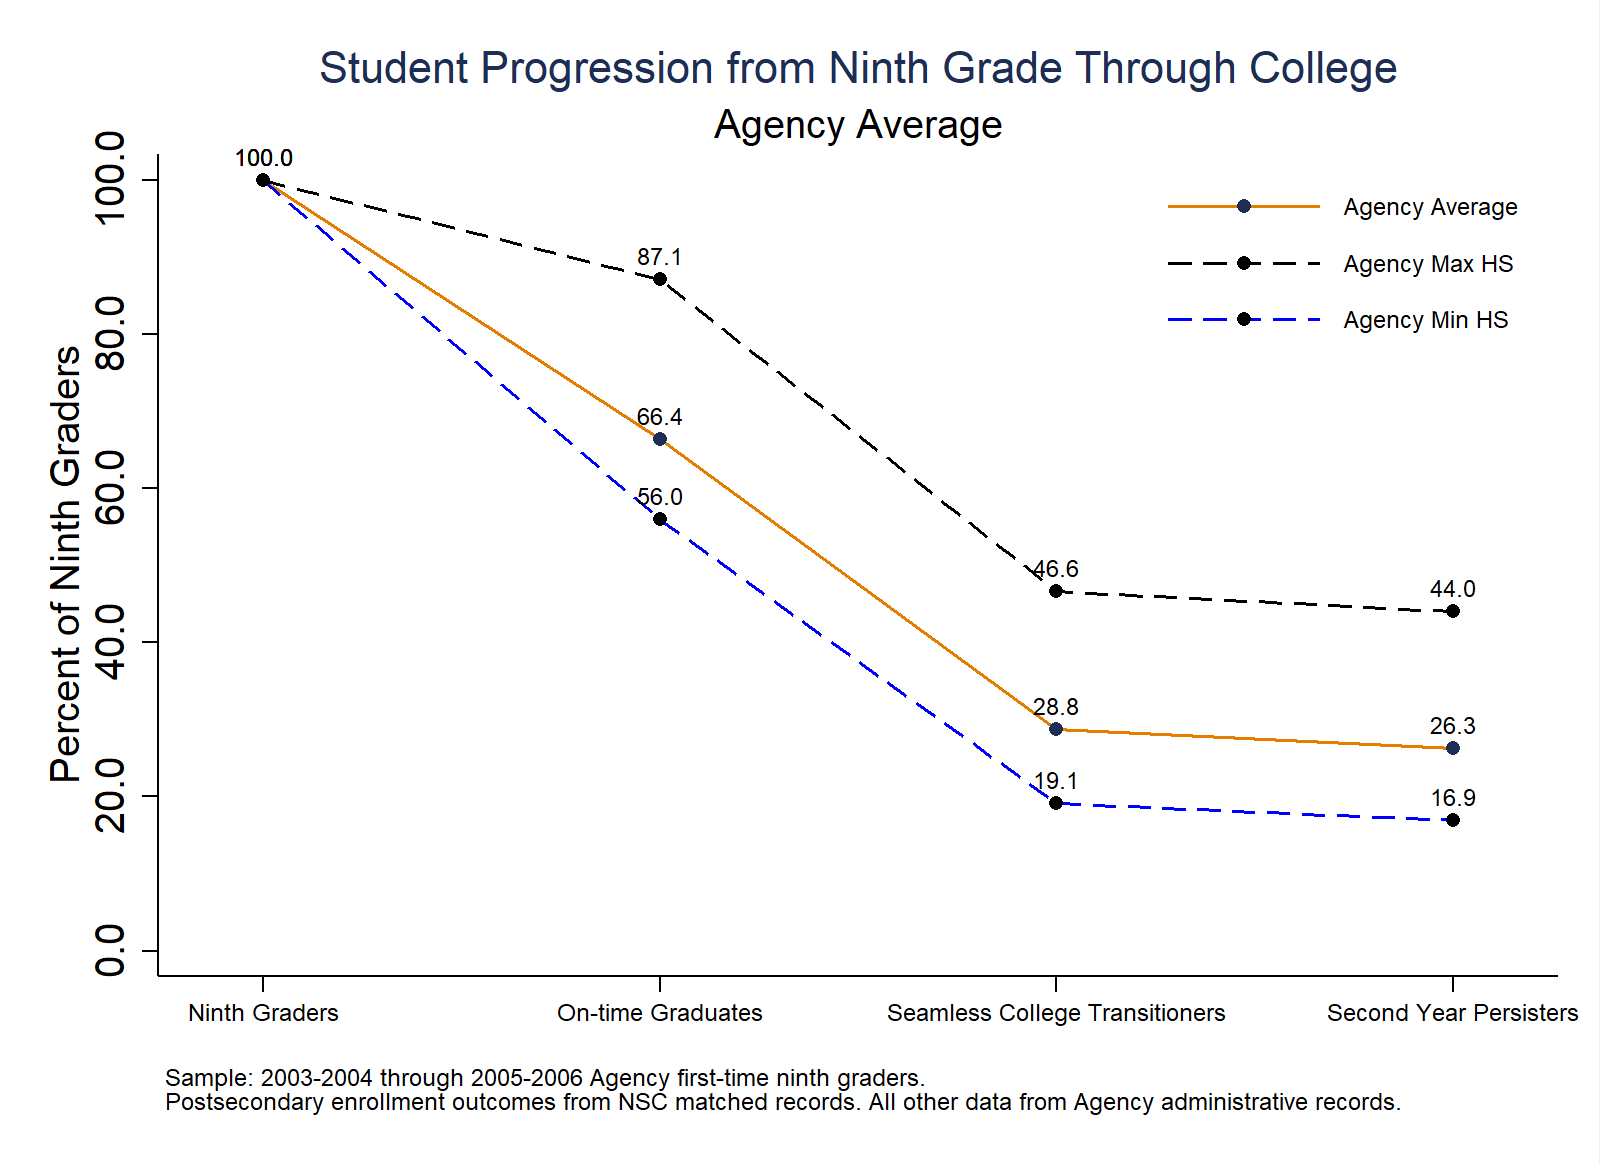 Student Progression from Ninth Grade Through College
Agency Average
Percent of Ninth Graders
100.0
80.0
60.0
40.0
20.0
0.0
100.0
87.1
66.4
56.0
46.6
28.8
19.1
44.0
26.3
16.9
Agency Average
Agency Max HS
Agency Min HS
Ninth Graders
On-time Graduates
Seamless College Transitioners
Second Year Persisters
Sample: 2003-2004 through 2005-2006 Agency first-time ninth graders.
Postsecondary enrollment outcomes from NSC matched records. All other data from Agency administrative records.